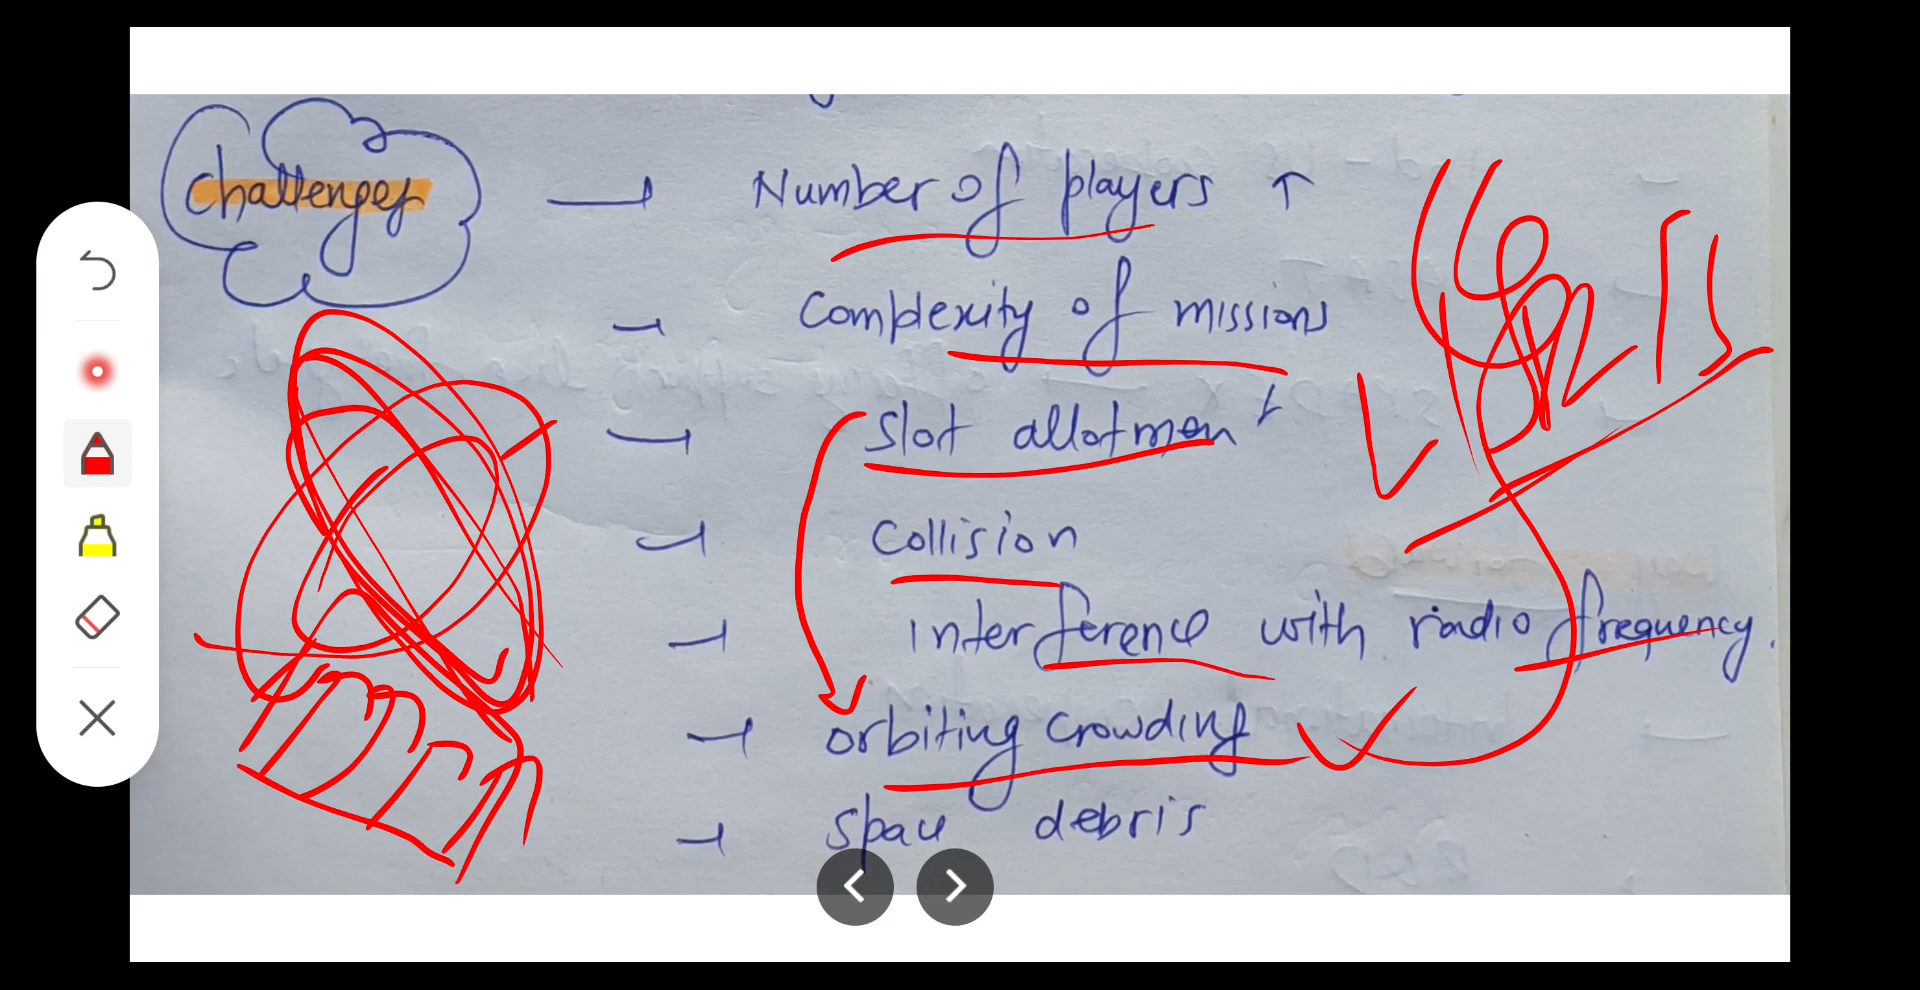 Challenges → Number of players ↑
→ Complexity of missions
→ Slot allotment
→ Collision
→ Interference with radio frequency.
→ orbiting crowding
→ Space debris